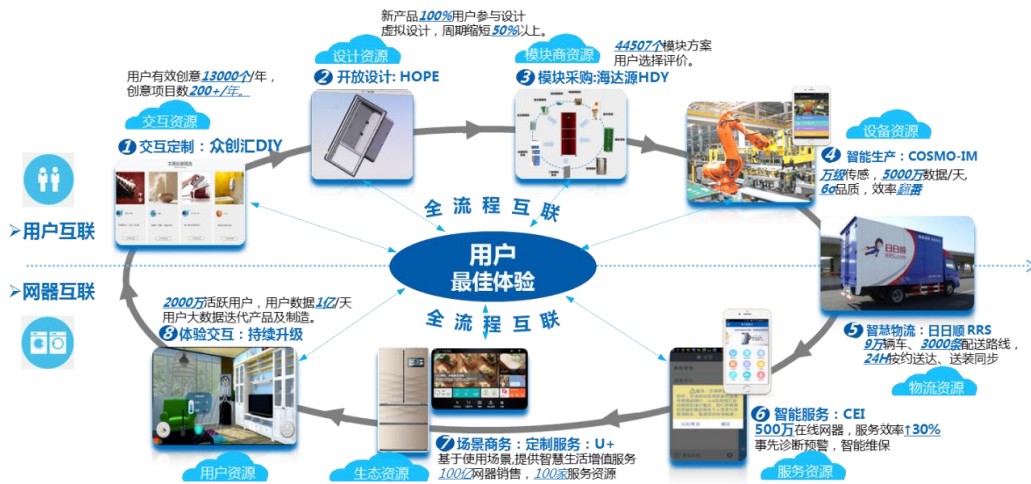 新产品100%用户参与设计
虚拟设计，周期缩短50%以上。
设计资源
❷ 开放设计: HOPE
44507个模块方案
用户选择评价。
模块商资源
❸ 模块采购:海达源HDY
用户有效创意13000个/年，
创意项目数200+/年。
交互资源
❶ 交互定制：众创汇DIY
设备资源
❹ 智能生产：COSMO-IM
万级传感，5000万数据/天,
6σ品质，效率翻番
全流程互联
用户
最佳体验
全流程互联
➢用户互联
➢网器互联
日日顺
RRS.com
❺ 智慧物流：日日顺 RRS
9万辆车、3000条配送路线，
24H按约送达、送装同步
物流资源
❻ 智能服务：CEI
500万在线网器，服务效率↑30%
事先诊断预警，智能维保
服务资源
❼ 场景商务：定制服务：U+
基于使用场景,提供智慧生活增值服务
100亿网器销售，100家服务资源
生态资源
2000万活跃用户，用户数据1亿/天
用户大数据迭代产品及制造。
❽体验交互：持续升级
用户资源